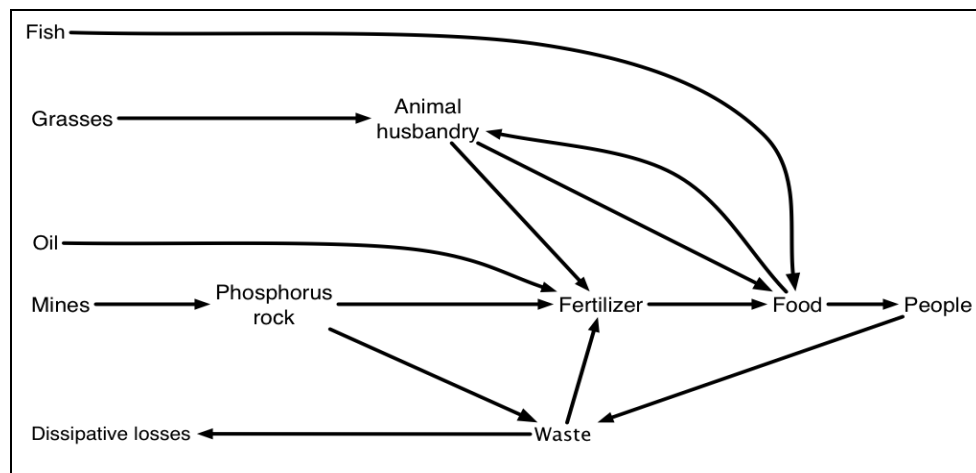 Fish
Grasses
Animal
husbandry
Oil
Mines
Phosphorus
rock
Fertilizer
Food
People
Dissipative losses
Waste